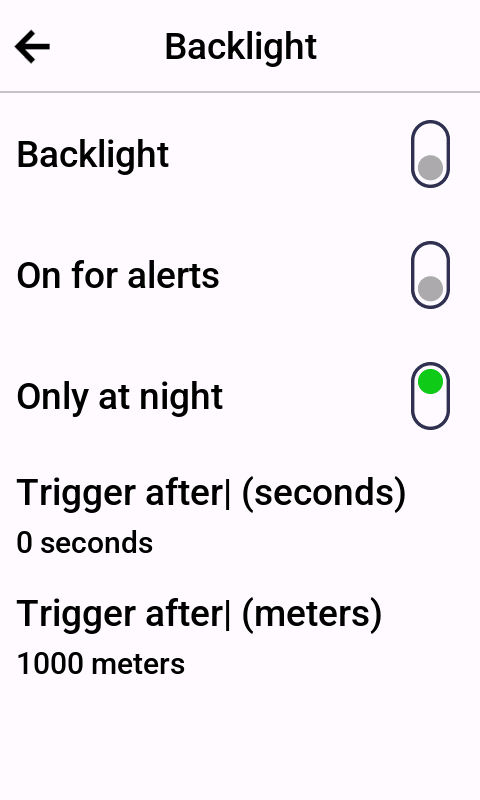 Backlight
Backlight
On for alerts
Only at night
Trigger after| (seconds)
0 seconds
Trigger after| (meters)
1000 meters